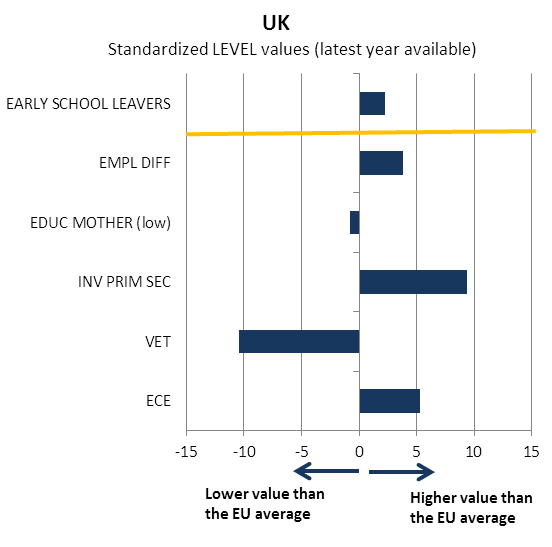 UK
Standardized LEVEL values (latest year available)
EARLY SCHOOL LEAVERS
EMPL DIFF
EDUC MOTHER (low)
INV PRIM SEC
VET
ECE
-15 -10 -5 0 5 10 15
Lower value than
the EU average
Higher value than
the EU average